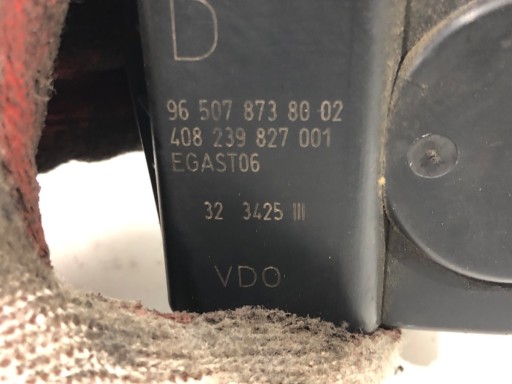 D
96 507 873 80-02
408 239 827 001
EGAST06
32 3425 III
VDO